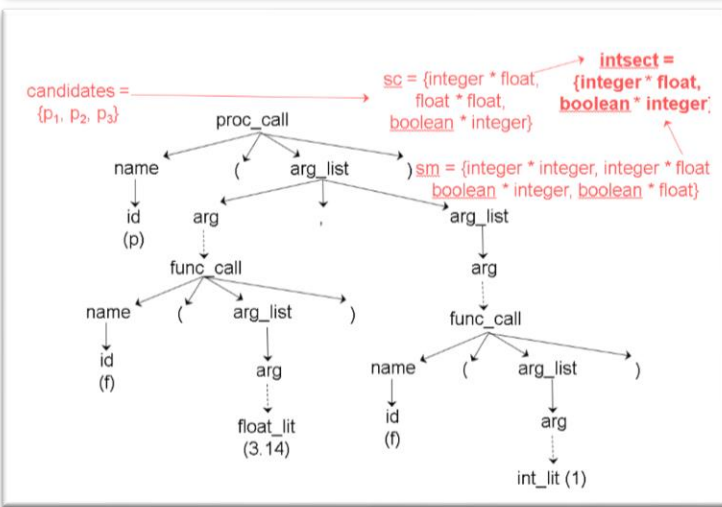 intsect =
{integer * float,
boolean * integer}
sc = {integer * float,
float * float,
boolean * integer}
candidates =
{p1, p2, p3}
proc_call
name ( arg_list )
sm = {integer * integer, integer * float
boolean * integer, boolean * float}
id arg , arg_list
(p)
func_call arg
name ( arg_list ) func_call
id arg name ( arg_list )
(f)
float_lit id arg
(3.14) (f)
int_lit (1)